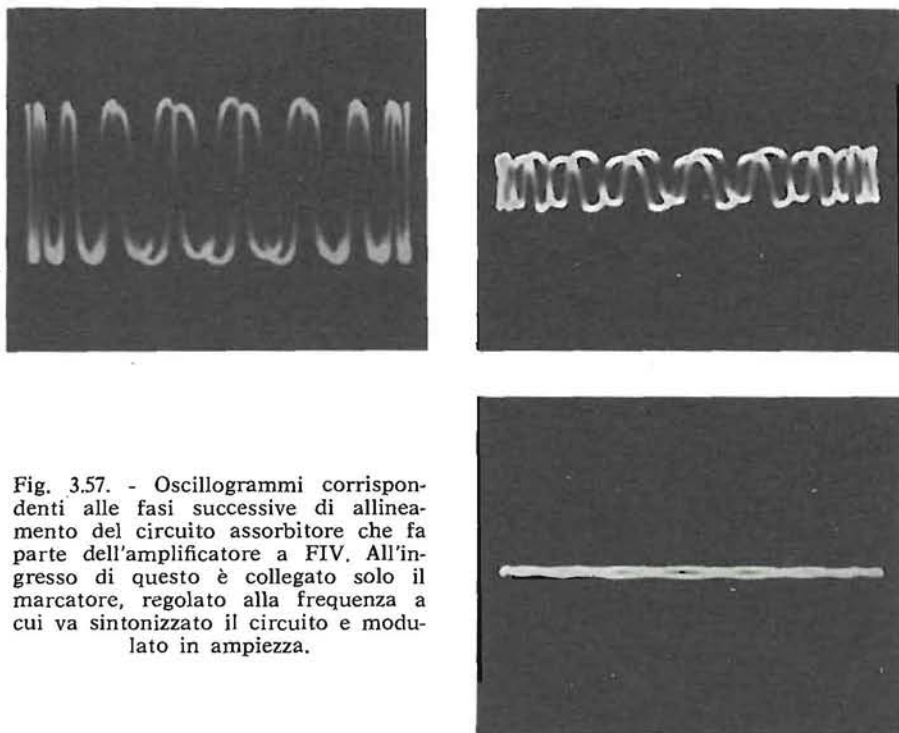 Fig. 3.57. - Oscillogrammi corrispon-
denti alle fasi successive di allinea-
mento del circuito assorbitore che fa
parte dell'amplificatore a FIV. All'in-
gresso di questo è collegato solo il
marcatore, regolato alla frequenza a
cui va sintonizzato il circuito e modu-
lato in ampiezza.